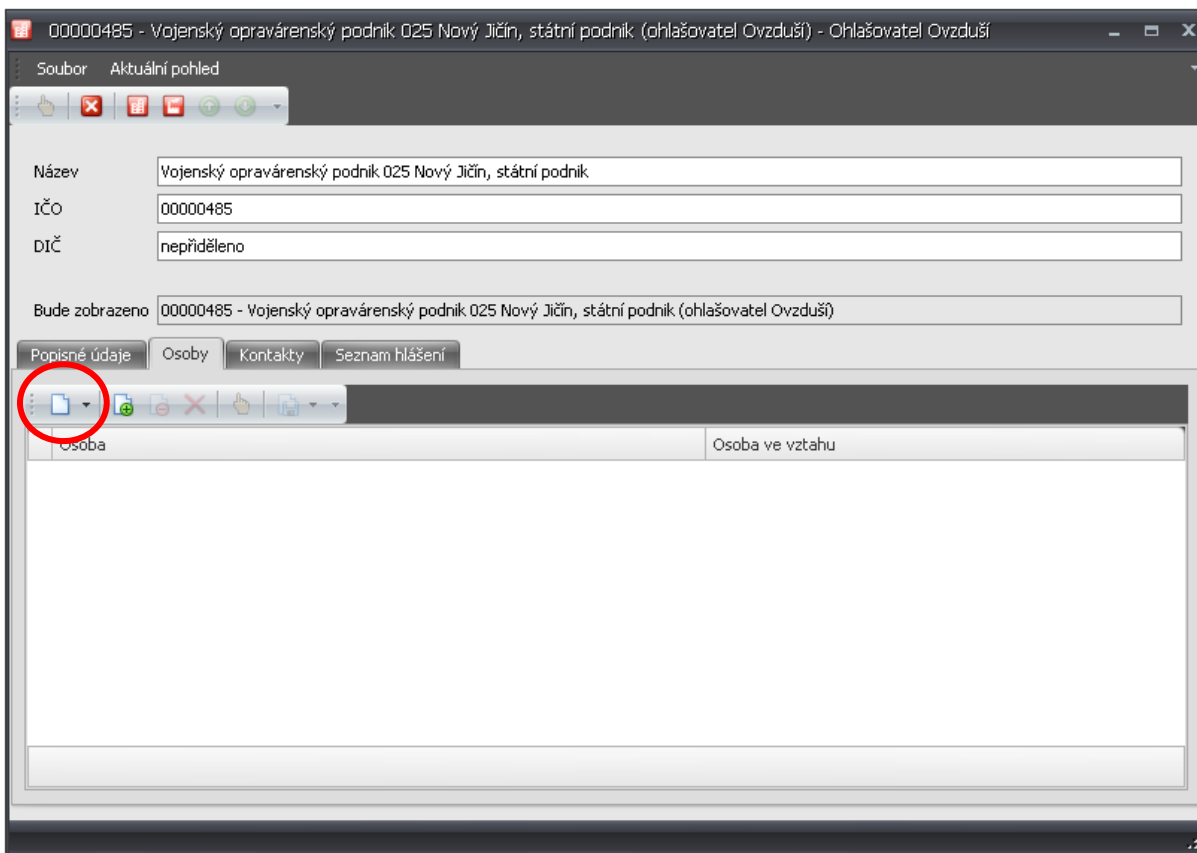 00000485 - Vojenský opravárenský podnik 025 Nový Jičín, státní podnik (ohlašovatel Ovzduší) - Ohlašovatel Ovzduší
Soubor Aktuální pohled
Název Vojenský opravárenský podnik 025 Nový Jičín, státní podnik
IČO 00000485
DIČ nepřiděleno
Bude zobrazeno 00000485 - Vojenský opravárenský podnik 025 Nový Jičín, státní podnik (ohlašovatel Ovzduší)
Popisné údaje Osoby Kontakty Seznam hlášení
Osoba Osoba ve vztahu